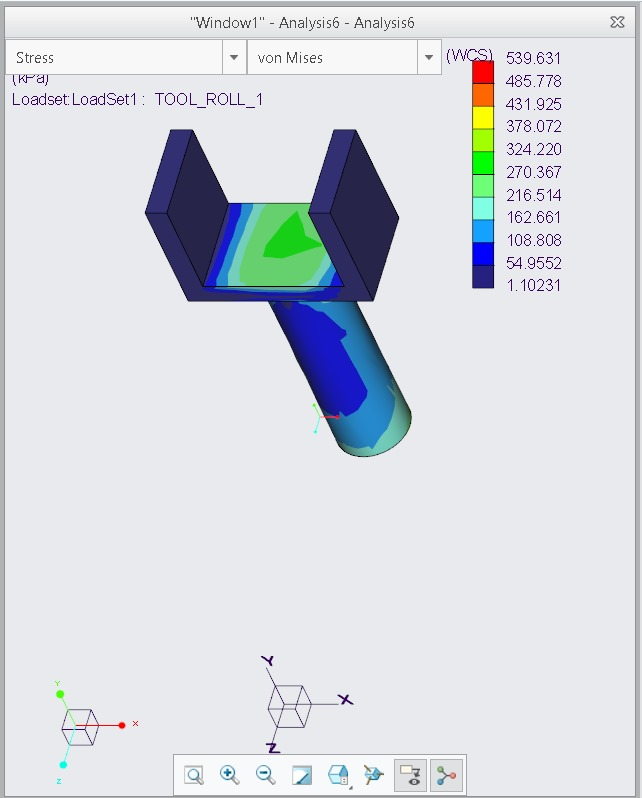 "Window1" - Analysis6 - Analysis6
Stress
von Mises
(WCS)
(kPa)
Loadset:LoadSet1 : TOOL_ROLL_1
539.631
485.778
431.925
378.072
324.220
270.367
216.514
162.661
108.808
54.9552
1.10231
Y
X
Z
Y
X
Z